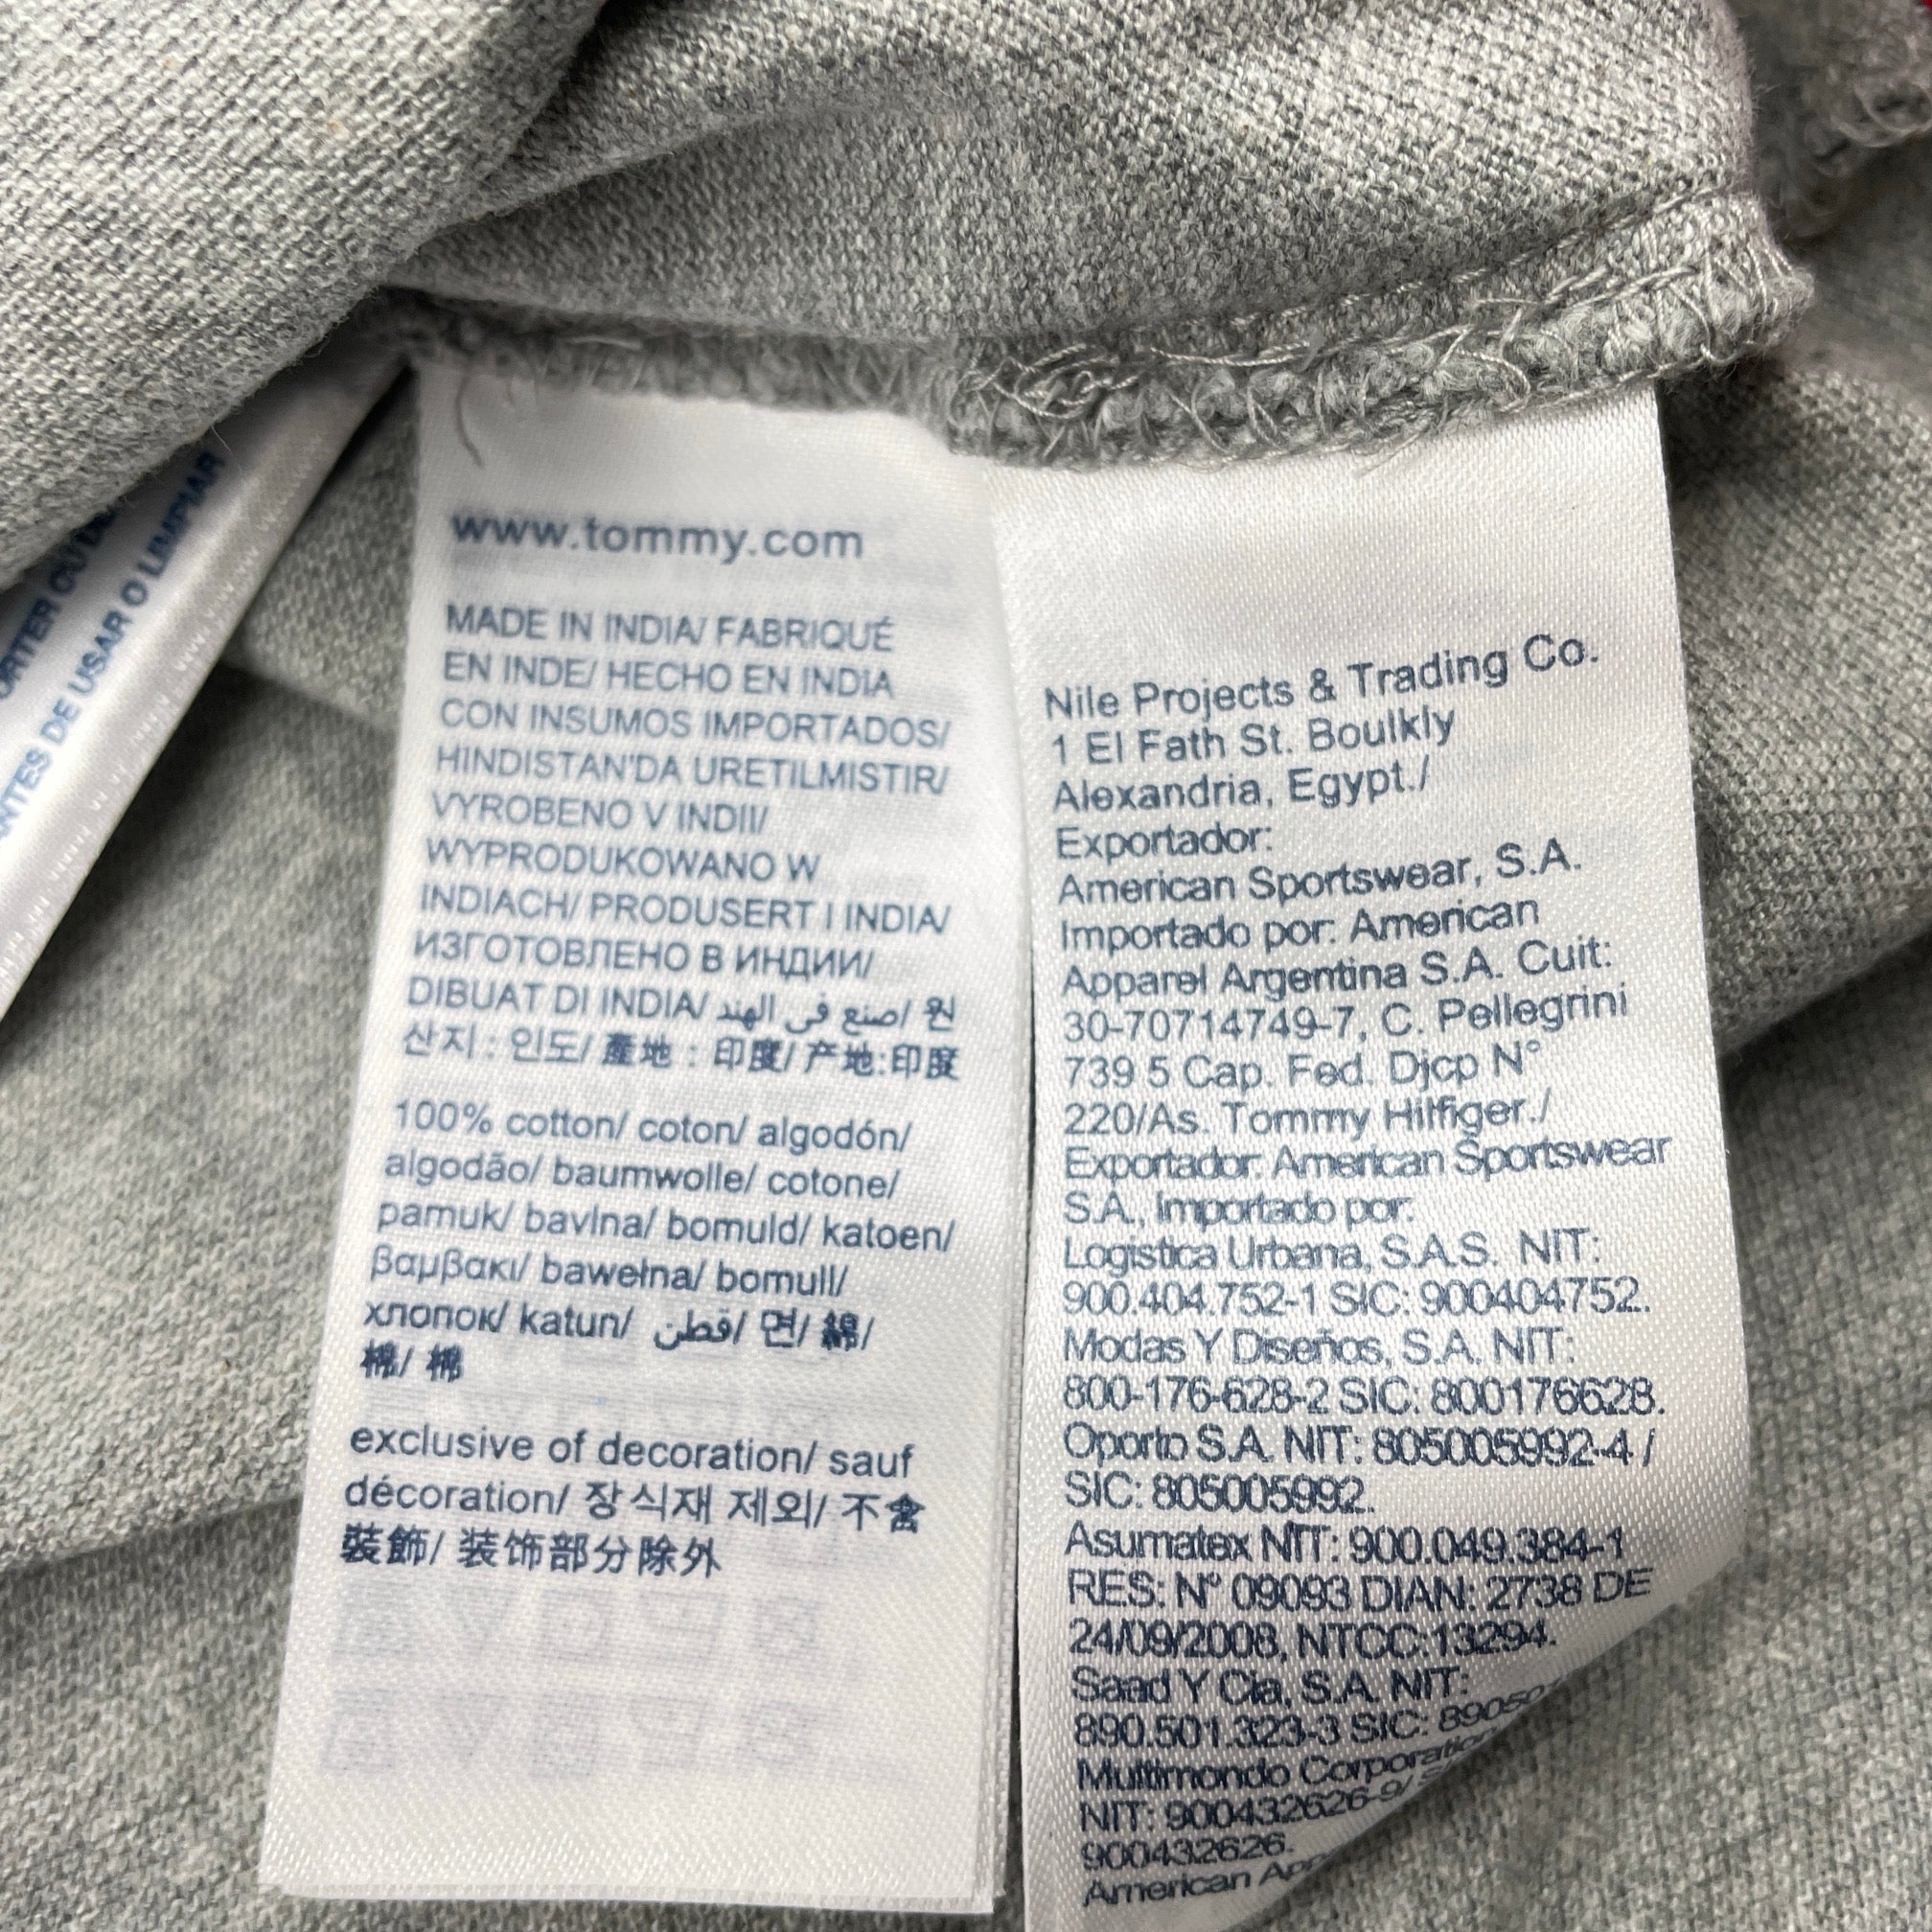 ANTES DE USAR O LIMPIAR
www.tommy.com
MADE IN INDIA/ FABRIQUÉ
EN INDE/ HECHO EN INDIA
CON INSUMOS IMPORTADOS/
HINDISTAN'DA URETILMISTIR/
VYROBENO V INDII/
WYPRODUKOWANO W
INDIACH/ PRODUSERT I INDIA/
ИЗГОТОВЛЕНО В ИНДИИ/
DIBUAT DI INDIA/ صنع في الهند/ 원
산지: 인도/ 產地: 印度/ 产地:印度
100% cotton/ coton/ algodón/
algodão/ baumwolle/ cotone/
pamuk/ bavlna/ bomuld/ katoen/
βαμβακι/ bawełna/ bomull/
хлопок/ katun/ قطن/ 면/ 綿/
棉/ 棉
exclusive of decoration/ sauf
décoration/ 장식재 제외/ 不含
裝飾/ 装饰部分除外
Nile Projects & Trading Co.
1 El Fath St. Boulkly
Alexandria, Egypt./
Exportador:
American Sportswear, S.A.
Importado por: American
Apparel Argentina S.A. Cuit:
30-70714749-7, C. Pellegrini
739 5 Cap. Fed. Djcp N°
220/As. Tommy Hilfiger./
Exportador: American Sportswear
S.A., Importado por:
Logistica Urbana, S.A.S. NIT:
900.404.752-1 SIC: 900404752.
Modas Y Diseños, S.A. NIT:
800-176-628-2 SIC: 800176628.
Oporto S.A. NIT: 805005992-4 /
SIC: 805005992.
Asumatex NIT: 900.049.384-1
RES: N° 09093 DIAN: 2738 DE
24/09/2008, NTCC:13294.
Saad Y Cia, S.A. NIT:
890.501.323-3 SIC:
Multimondo
NIT: 900432626-9/
900432626.
American